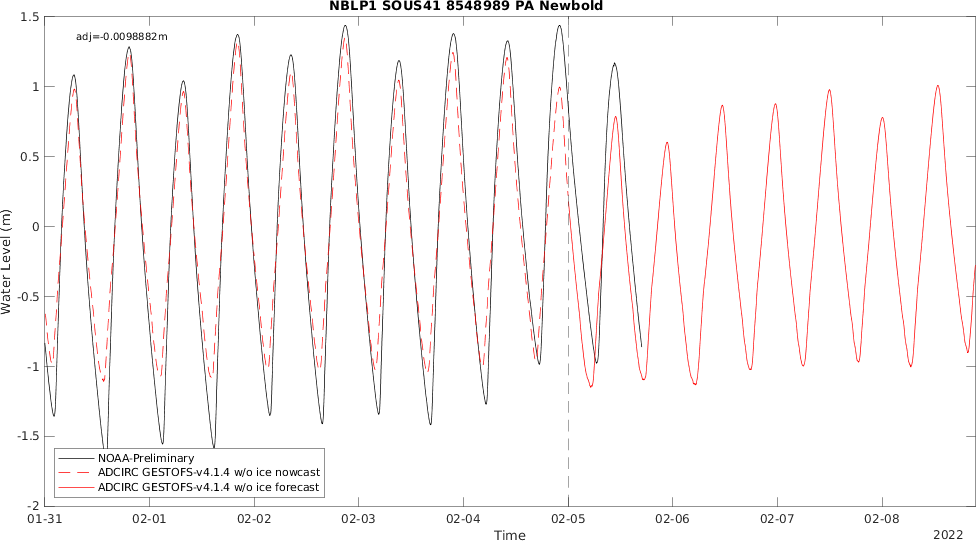 NBLP1 SOUS41 8548989 PA Newbold
adj=-0.0098882m
1.5
1
0.5
0
-0.5
-1
-1.5
-2
Water Level (m)
NOAA-Preliminary
ADCIRC GESTOFS-v4.1.4 w/o ice nowcast
ADCIRC GESTOFS-v4.1.4 w/o ice forecast
01-31 02-01 02-02 02-03 02-04 02-05 02-06 02-07 02-08
Time
2022